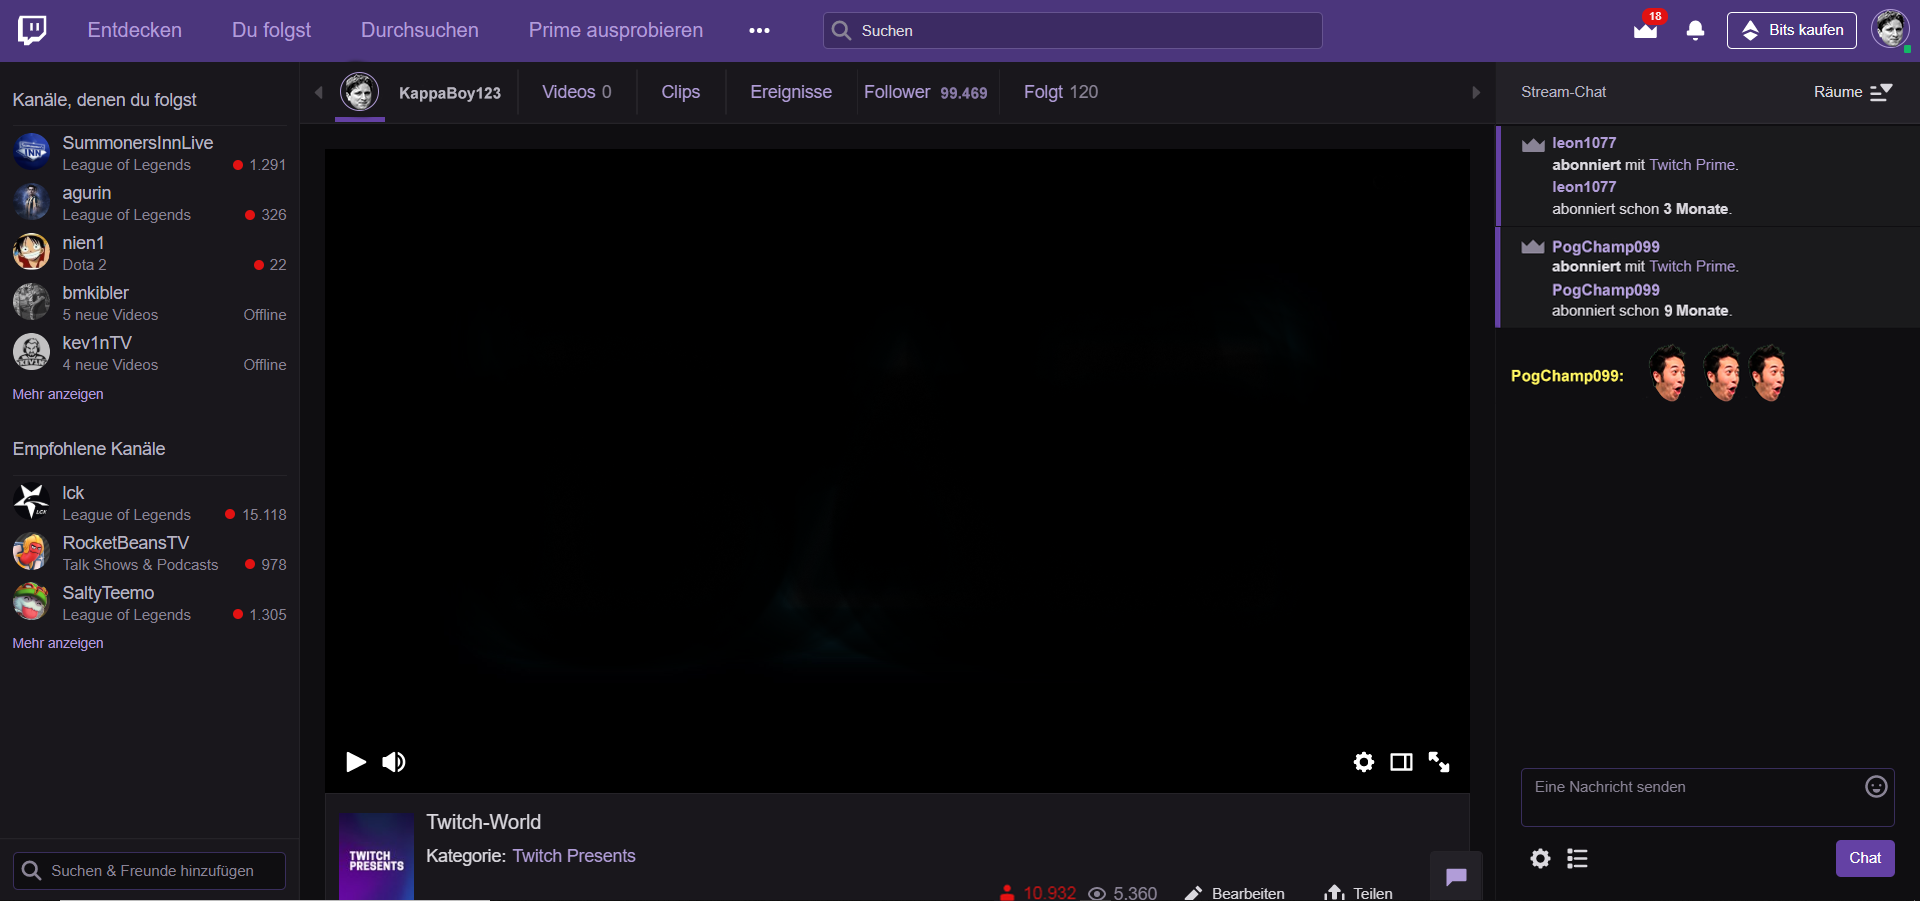 Entdecken
Du folgst
Durchsuchen
Prime ausprobieren
Suchen
18
Bits kaufen
Kanäle, denen du folgst
SummonersInnLive
League of Legends 1.291
agurin
League of Legends 326
nien1
Dota 2 22
bmkibler
5 neue Videos Offline
kev1nTV
4 neue Videos Offline
Mehr anzeigen
Empfohlene Kanäle
lck
League of Legends 15.118
RocketBeansTV
Talk Shows & Podcasts 978
SaltyTeemo
League of Legends 1.305
Mehr anzeigen
Suchen & Freunde hinzufügen
KappaBoy123
Videos 0
Clips
Ereignisse
Follower 99.469
Folgt 120
TWITCH
PRESENTS
Twitch-World
Kategorie: Twitch Presents
10.932
5.360
Bearbeiten
Teilen
Stream-Chat
Räume
leon1077
abonniert mit Twitch Prime.
leon1077
abonniert schon 3 Monate.
PogChamp099
abonniert mit Twitch Prime.
PogChamp099
abonniert schon 9 Monate.
PogChamp099:
Eine Nachricht senden
Chat